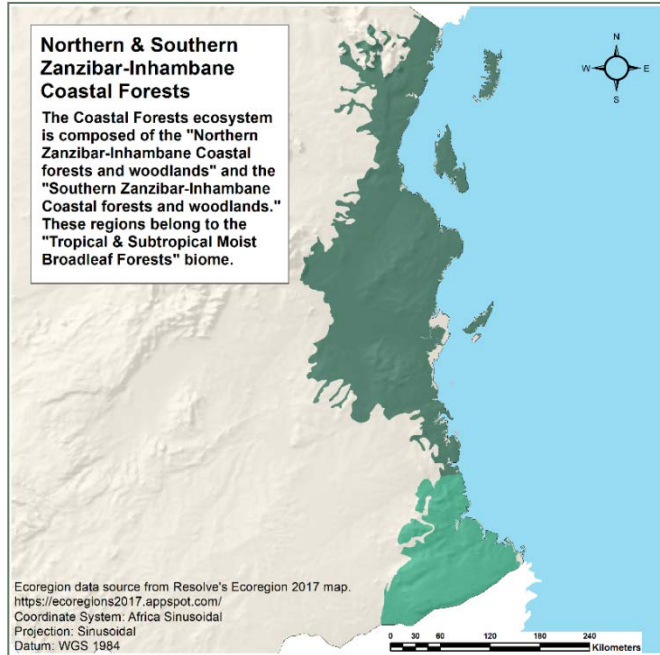 Northern & Southern
Zanzibar-Inhambane
Coastal Forests
The Coastal Forests ecosystem
is composed of the "Northern
Zanzibar-Inhambane Coastal
forests and woodlands" and the
"Southern Zanzibar-Inhambane
Coastal forests and woodlands."
These regions belong to the
"Tropical & Subtropical Moist
Broadleaf Forests" biome.
N
W
E
S
Ecoregion data source from Resolve's Ecoregion 2017 map.
https://ecoregions2017.appspot.com/
Coordinate System: Africa Sinusoidal
Projection: Sinusoidal
Datum: WGS 1984
0 30 60 120 180 240
Kilometers